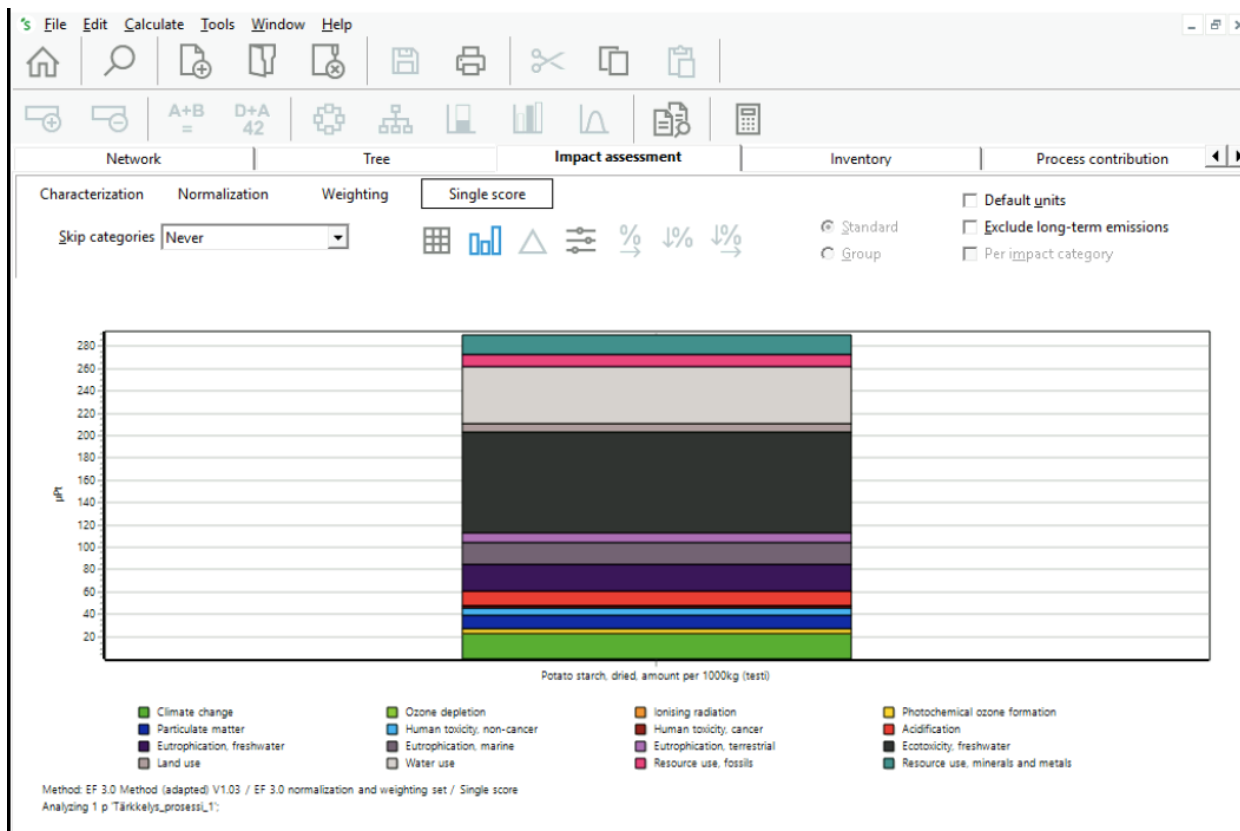 's File Edit Calculate Tools Window Help
A+B
=
D+A
42
Network Tree Impact assessment Inventory Process contribution
Characterization Normalization Weighting Single score
Default units
Skip categories Never
% ↓% ↓%
Standard
Exclude long-term emissions
Group
Per impact category
280
260
240
220
200
180
160
140
120
100
80
60
40
20
µPt
Potato starch, dried, amount per 1000kg (testi)
Climate change Ozone depletion Ionising radiation Photochemical ozone formation
Particulate matter Human toxicity, non-cancer Human toxicity, cancer Acidification
Eutrophication, freshwater Eutrophication, marine Eutrophication, terrestrial Ecotoxicity, freshwater
Land use Water use Resource use, fossils Resource use, minerals and metals
Method: EF 3.0 Method (adapted) V1.03 / EF 3.0 normalization and weighting set / Single score
Analyzing 1 p 'Tärkkelys_prosessi_1';